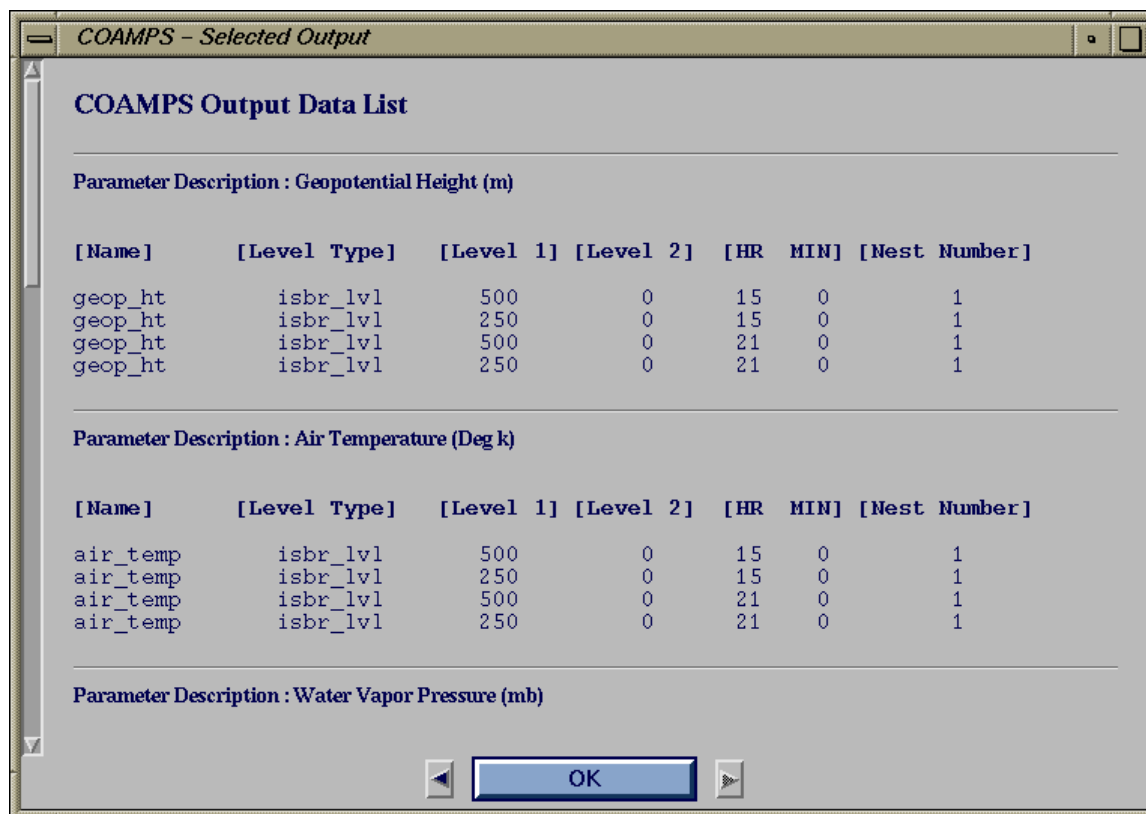 COAMPS – Selected Output
COAMPS Output Data List
Parameter Description : Geopotential Height (m)
[Name] [Level Type] [Level 1] [Level 2] [HR MIN] [Nest Number]
geop_ht isbr_lvl 500 0 15 0 1
geop_ht isbr_lvl 250 0 15 0 1
geop_ht isbr_lvl 500 0 21 0 1
geop_ht isbr_lvl 250 0 21 0 1
Parameter Description : Air Temperature (Deg k)
[Name] [Level Type] [Level 1] [Level 2] [HR MIN] [Nest Number]
air_temp isbr_lvl 500 0 15 0 1
air_temp isbr_lvl 250 0 15 0 1
air_temp isbr_lvl 500 0 21 0 1
air_temp isbr_lvl 250 0 21 0 1
Parameter Description : Water Vapor Pressure (mb)
OK